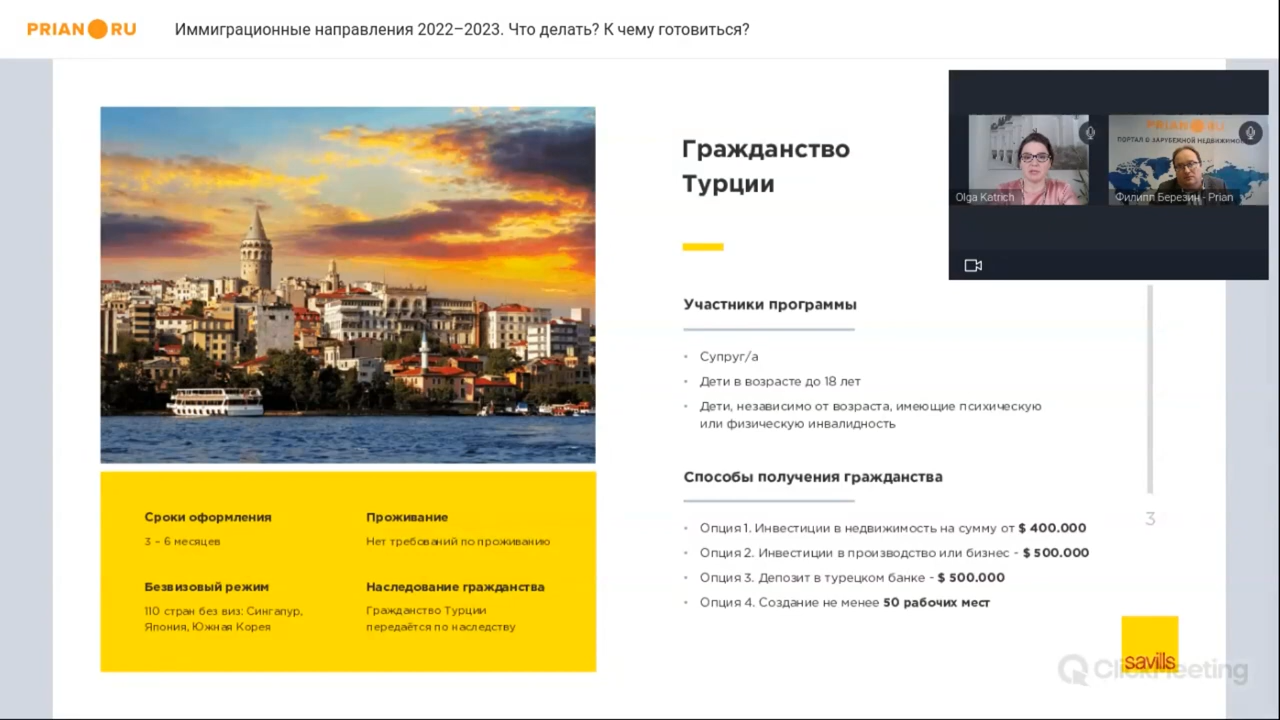 PRIAN RU
Иммиграционные направления 2022–2023. Что делать? К чему готовиться?
Гражданство
Турции
PRIAN RU
ПОРТАЛ О ЗАРУБЕЖНОЙ НЕДВИЖИМО
Olga Katrich
Филипп Березин - Prian
Участники программы
Супруг/а
Дети в возрасте до 18 лет
Дети, независимо от возраста, имеющие психическую
или физическую инвалидность
Способы получения гражданства
Опция 1. Инвестиции в недвижимость на сумму от $ 400.000
Опция 2. Инвестиции в производство или бизнес - $ 500.000
Опция 3. Депозит в турецком банке - $ 500.000
Опция 4. Создание не менее 50 рабочих мест
3
Сроки оформления
3 – 6 месяцев
Проживание
Нет требований по проживанию
Безвизовый режим
110 стран без виз: Сингапур,
Япония, Южная Корея
Наследование гражданства
Гражданство Турции
передаётся по наследству
savills
ClickMeeting